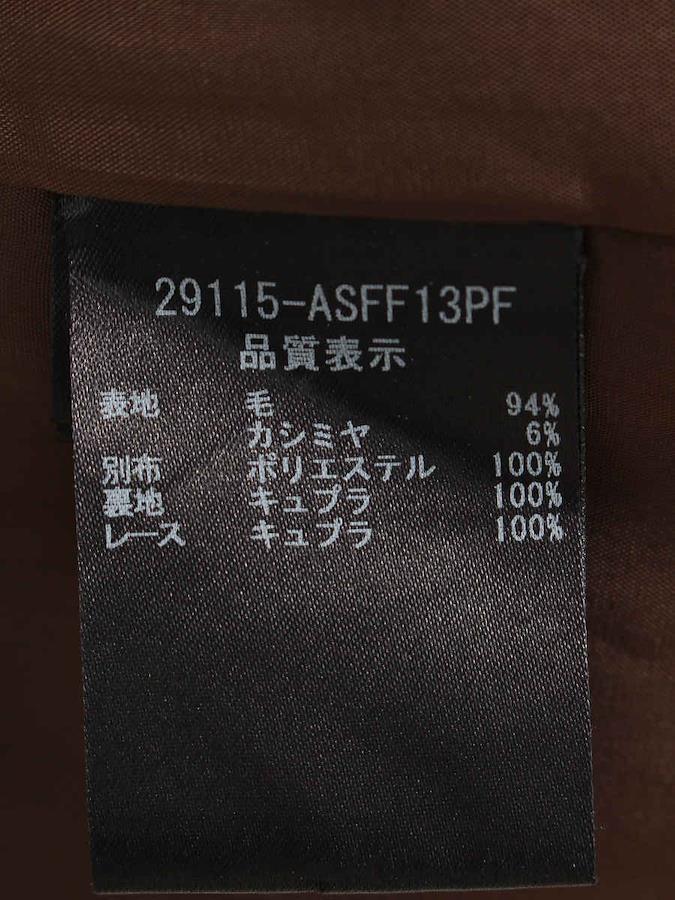 29115-ASFF13PF
品質表示
表地 毛 94%
カシミヤ 6%
別布 ポリエステル 100%
裏地 キュプラ 100%
レース キュプラ 100%